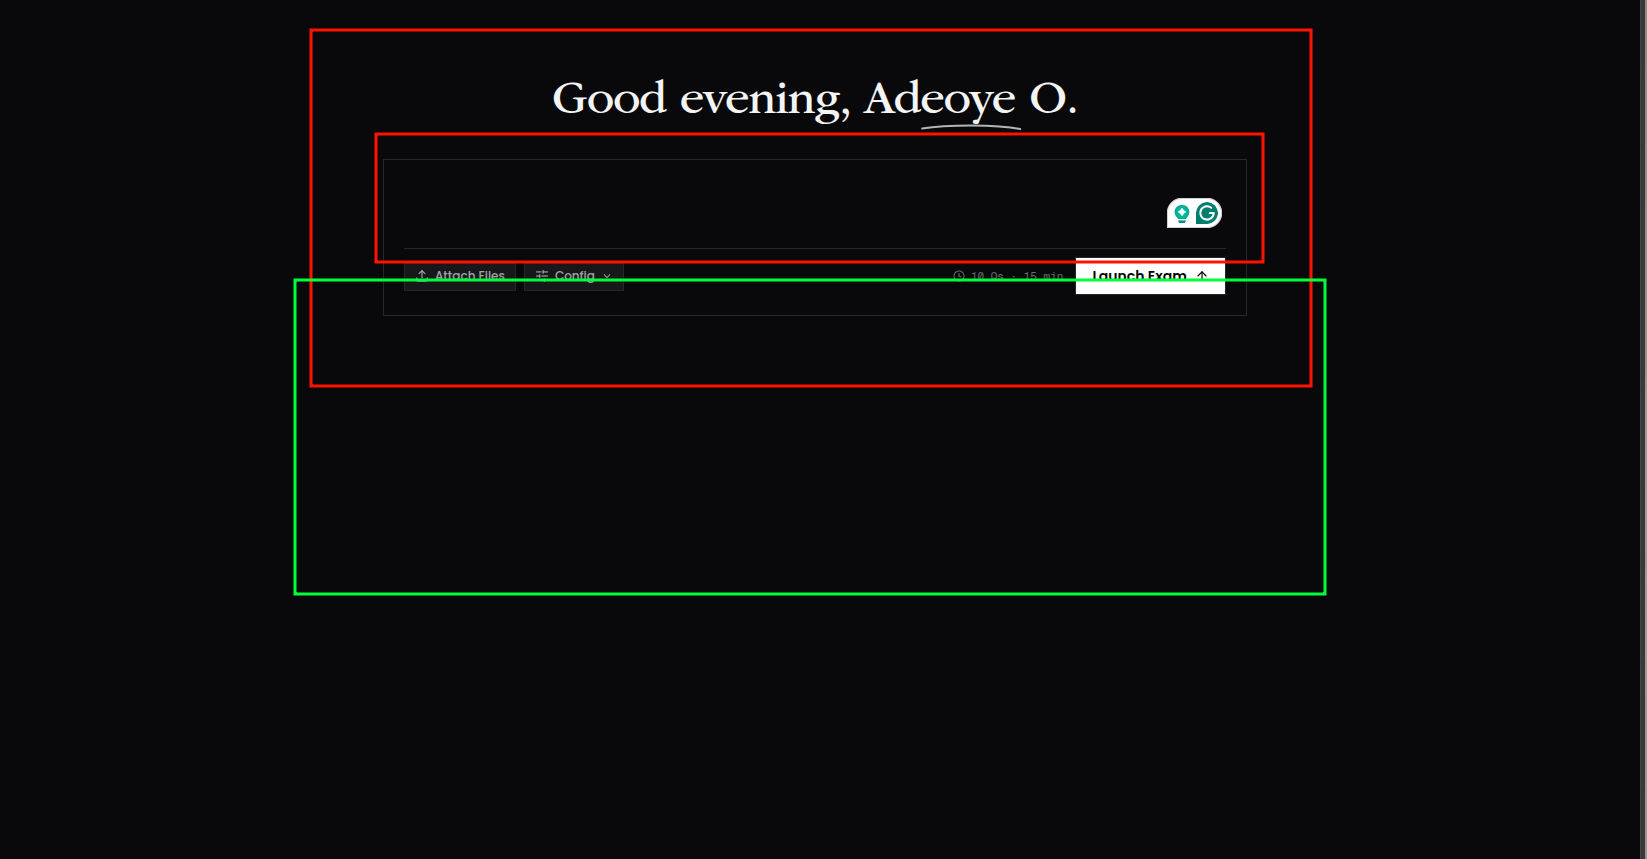 Good evening, Adeoye O.
Attach Files Config 10 Qs · 15 min Launch Exam